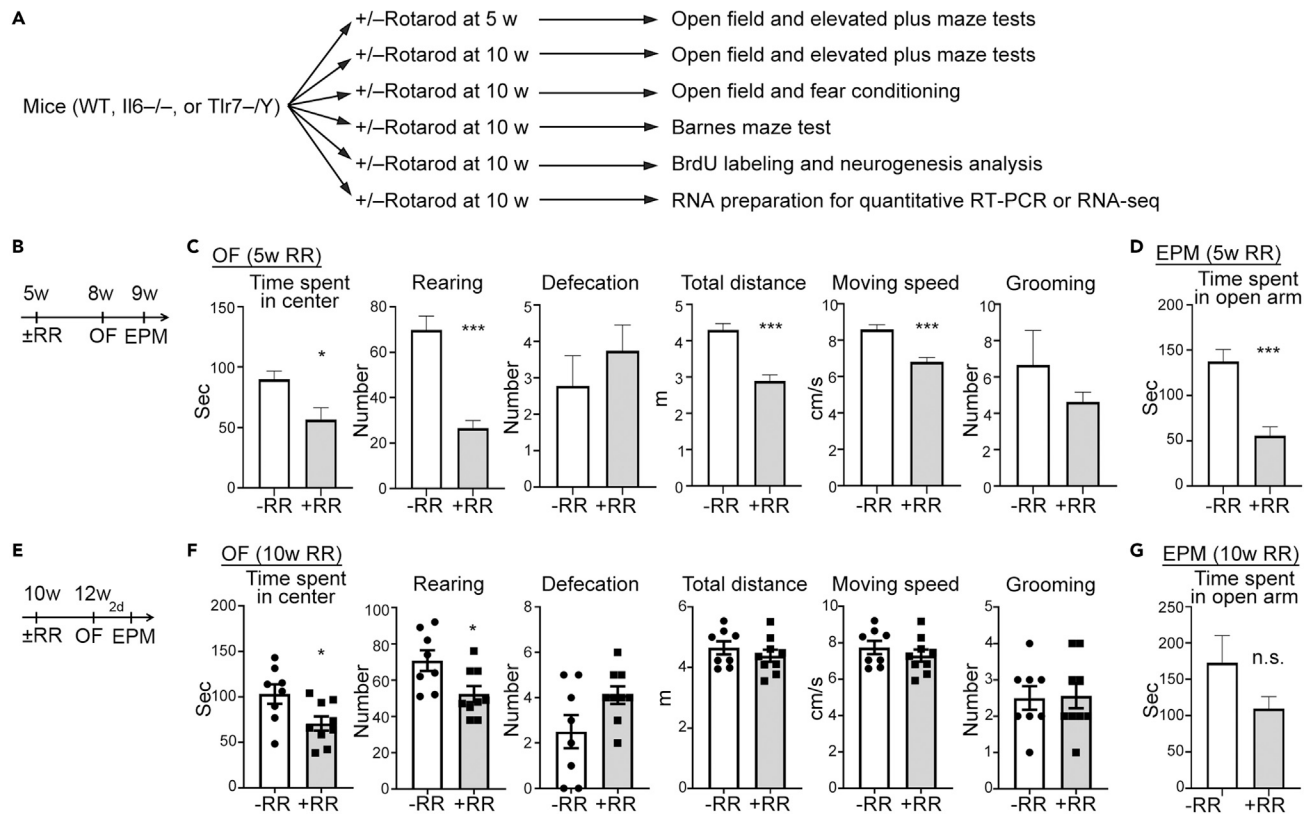 A
Mice (WT, Il6–/–, or Tlr7–/Y)
+/–Rotarod at 5 w
Open field and elevated plus maze tests
+/–Rotarod at 10 w
Open field and elevated plus maze tests
+/–Rotarod at 10 w
Open field and fear conditioning
+/–Rotarod at 10 w
Barnes maze test
+/–Rotarod at 10 w
BrdU labeling and neurogenesis analysis
+/–Rotarod at 10 w
RNA preparation for quantitative RT-PCR or RNA-seq
B
5w 8w 9w
±RR OF EPM
C
OF (5w RR)
Time spent
in center
150
100
50
0
Sec
*
-RR +RR
Rearing
80
60
40
20
0
Number
***
-RR +RR
Defecation
5
4
3
2
1
0
Number
-RR +RR
Total distance
5
4
3
2
1
0
m
***
-RR +RR
Moving speed
10
8
6
4
2
0
cm/s
***
-RR +RR
Grooming
10
8
6
4
2
0
Number
-RR +RR
D
EPM (5w RR)
Time spent
in open arm
200
150
100
50
0
Sec
***
-RR +RR
E
10w 12w
2d
±RR OF EPM
F
OF (10w RR)
Time spent
in center
200
150
100
50
0
Sec
*
-RR +RR
Rearing
100
80
60
40
20
0
Number
*
-RR +RR
Defecation
8
6
4
2
0
Number
-RR +RR
Total distance
6
4
2
0
m
-RR +RR
Moving speed
10
8
6
4
2
0
cm/s
-RR +RR
Grooming
5
4
3
2
1
0
Number
-RR +RR
G
EPM (10w RR)
Time spent
in open arm
250
200
150
100
50
0
Sec
n.s.
-RR +RR